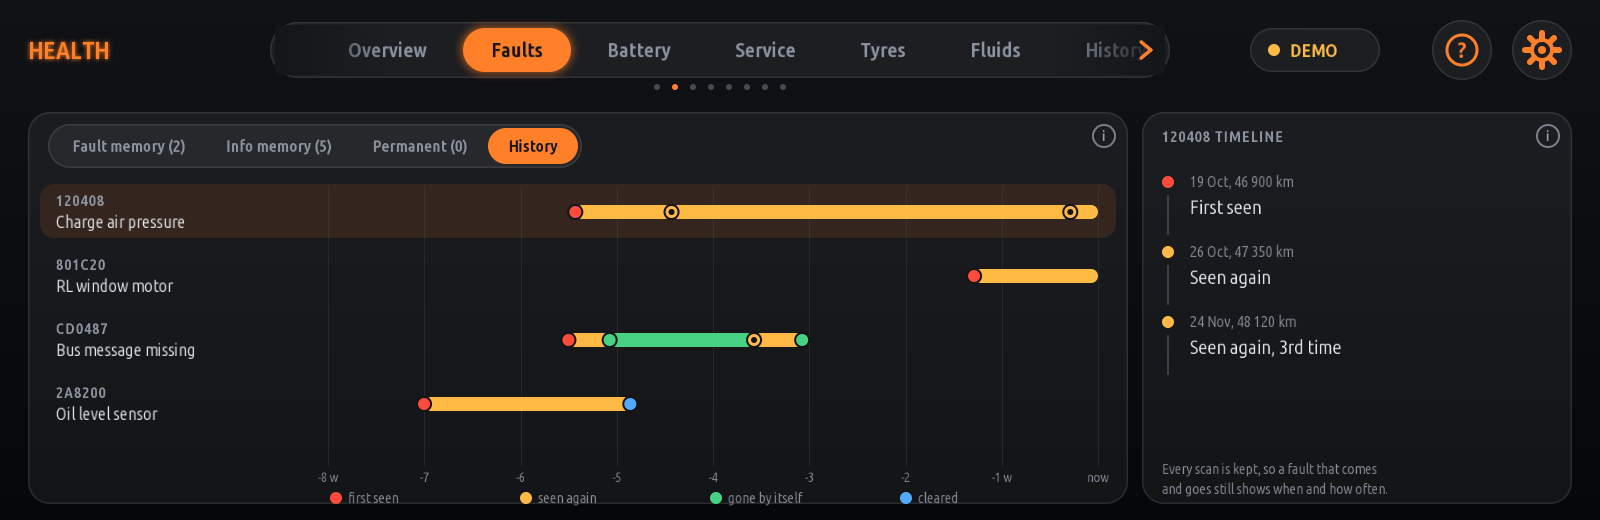 HEALTH
Overview
Faults
Battery
Service
Tyres
Fluids
History
DEMO
?
Fault memory (2)
Info memory (5)
Permanent (0)
History
i
120408
Charge air pressure
801C20
RL window motor
CD0487
Bus message missing
2A8200
Oil level sensor
-8 w
-7
-6
-5
-4
-3
-2
-1 w
now
first seen
seen again
gone by itself
cleared
120408 TIMELINE
i
19 Oct, 46 900 km
First seen
26 Oct, 47 350 km
Seen again
24 Nov, 48 120 km
Seen again, 3rd time
Every scan is kept, so a fault that comes
and goes still shows when and how often.